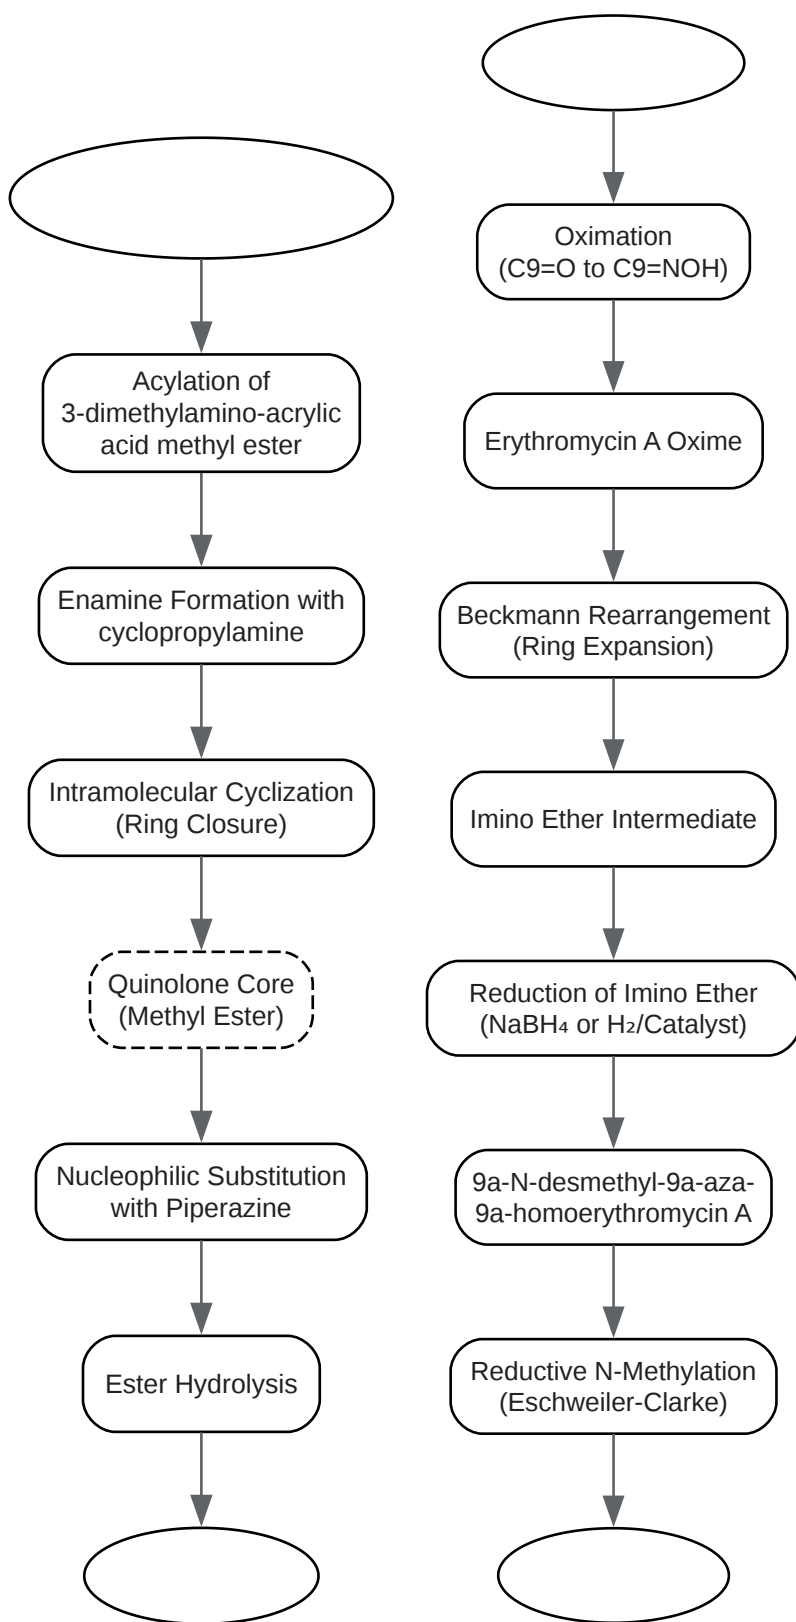 Acylation of
3-dimethylamino-acrylic
acid methyl ester
Enamine Formation with
cyclopropylamine
Intramolecular Cyclization
(Ring Closure)
Quinolone Core
(Methyl Ester)
Nucleophilic Substitution
with Piperazine
Ester Hydrolysis
Oximation
(C9=O to C9=NOH)
Erythromycin A Oxime
Beckmann Rearrangement
(Ring Expansion)
Imino Ether Intermediate
Reduction of Imino Ether
(NaBH₄ or H₂/Catalyst)
9a-N-desmethyl-9a-aza-
9a-homoerythromycin A
Reductive N-Methylation
(Eschweiler-Clarke)